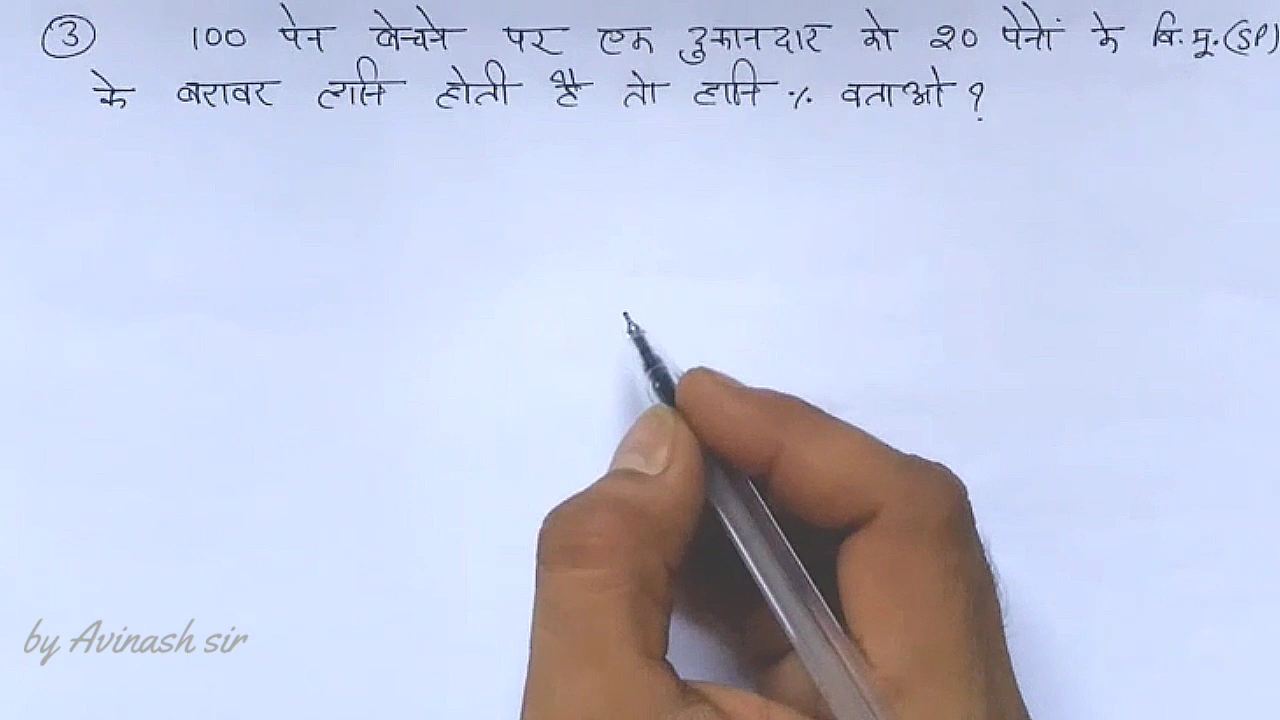 ③ 100 पेन बेचने पर एक दुकानदार को 20 पेनों के वि.मू.(SP)
के बराबर हानि होती है तो हानि % बताओ ?
by Avinash sir